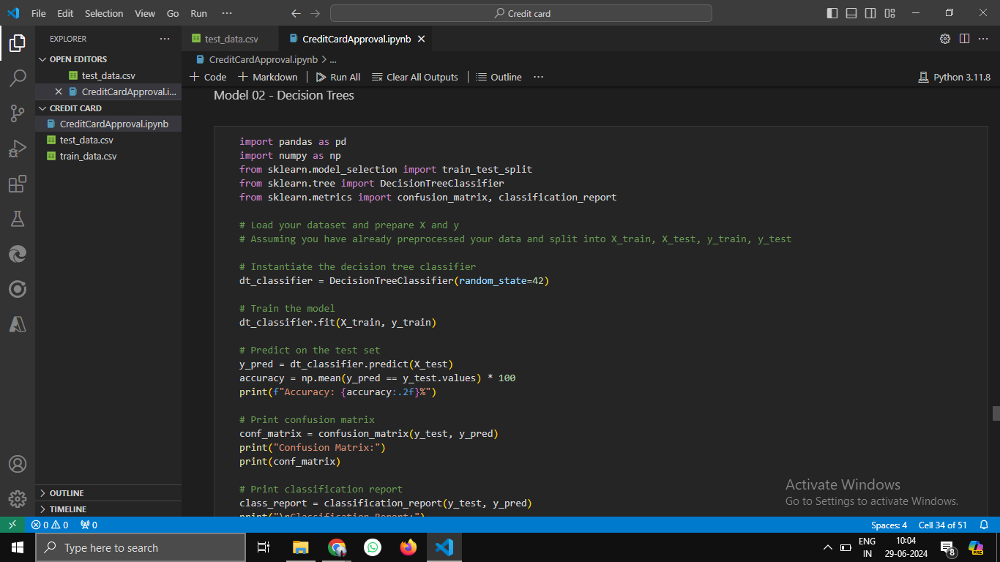 File Edit Selection View Go Run ···
Credit card
EXPLORER ···
OPEN EDITORS
test_data.csv
CreditCardApproval.i...
CREDIT CARD
CreditCardApproval.ipynb
test_data.csv
train_data.csv
OUTLINE
TIMELINE
test_data.csv
CreditCardApproval.ipynb
···
CreditCardApproval.ipynb > ...
+ Code + Markdown Run All Clear All Outputs Outline ··· Python 3.11.8
Model 02 - Decision Trees
import pandas as pd
import numpy as np
from sklearn.model_selection import train_test_split
from sklearn.tree import DecisionTreeClassifier
from sklearn.metrics import confusion_matrix, classification_report
# Load your dataset and prepare X and y
# Assuming you have already preprocessed your data and split into X_train, X_test, y_train, y_test
# Instantiate the decision tree classifier
dt_classifier = DecisionTreeClassifier(random_state=42)
# Train the model
dt_classifier.fit(X_train, y_train)
# Predict on the test set
y_pred = dt_classifier.predict(X_test)
accuracy = np.mean(y_pred == y_test.values) * 100
print(f"Accuracy: {accuracy:.2f}%")
# Print confusion matrix
conf_matrix = confusion_matrix(y_test, y_pred)
print("Confusion Matrix:")
print(conf_matrix)
# Print classification report
class_report = classification_report(y_test, y_pred)
print("\nClassification Report:")
Activate Windows
Go to Settings to activate Windows.
0 0 0
Spaces: 4 Cell 34 of 51
Type here to search
ENG
IN
10:04
29-06-2024
8
PRE